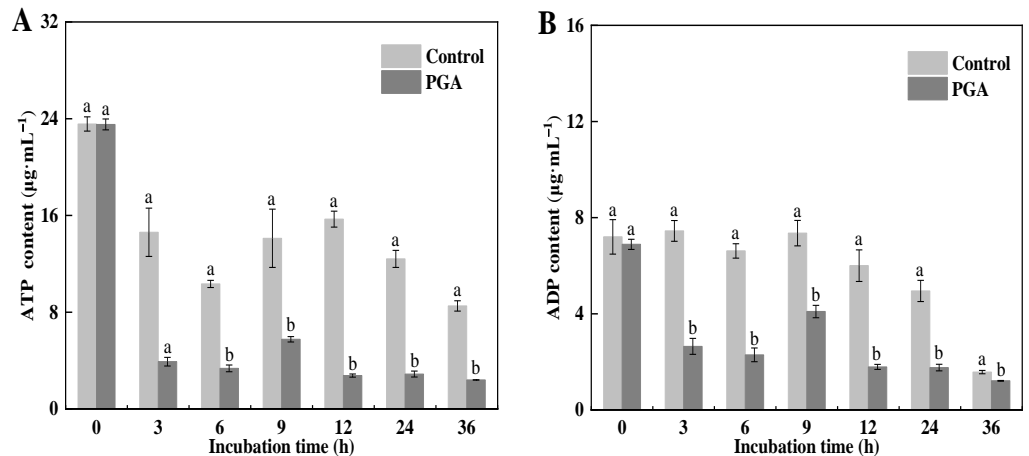 A
ATP content (μg·mL⁻¹)
32
24
16
8
0
Control
PGA
a a
a a
a b
a b
a b
a b
a b
0 3 6 9 12 24 36
Incubation time (h)
B
ADP content (μg·mL⁻¹)
16
12
8
4
0
Control
PGA
a a
a b
a b
a b
a b
a b
a b
0 3 6 9 12 24 36
Incubation time (h)